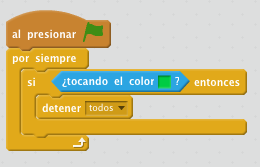 al presionar
por siempre
si ¿tocando el color ? entonces
detener todos